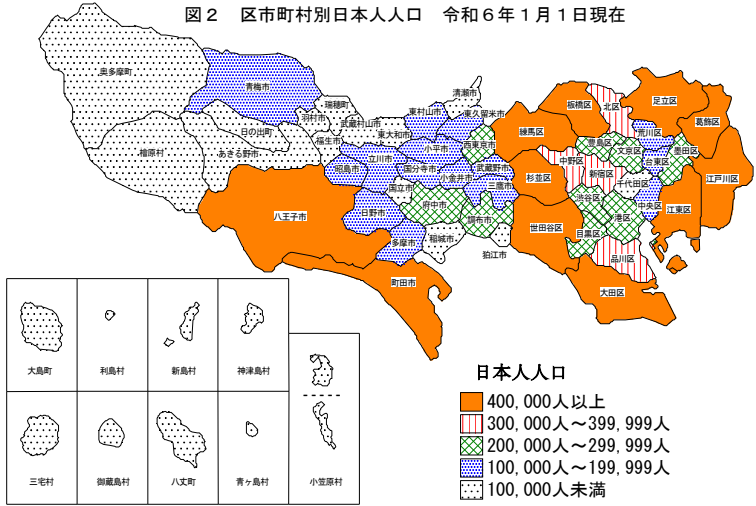 図２　区市町村別日本人人口　令和６年１月１日現在
奥多摩町
青梅市
瑞穂町
清瀬市
東村山市
東久留米市
羽村市
武蔵村山市
日の出町
福生市
東大和市
檜原村
あきる野市
小平市
西東京市
昭島市
立川市
国分寺市
武蔵野市
国立市
小金井市
三鷹市
八王子市
日野市
府中市
調布市
多摩市
稲城市
狛江市
町田市
板橋区
北区
足立区
練馬区
荒川区
葛飾区
豊島区
文京区
墨田区
台東区
中野区
杉並区
新宿区
千代田区
江戸川区
渋谷区
中央区
江東区
港区
世田谷区
目黒区
品川区
大田区
大島町
利島村
新島村
神津島村
三宅村
御蔵島村
八丈町
青ヶ島村
小笠原村
日本人人口
400,000人以上
300,000人～399,999人
200,000人～299,999人
100,000人～199,999人
100,000人未満